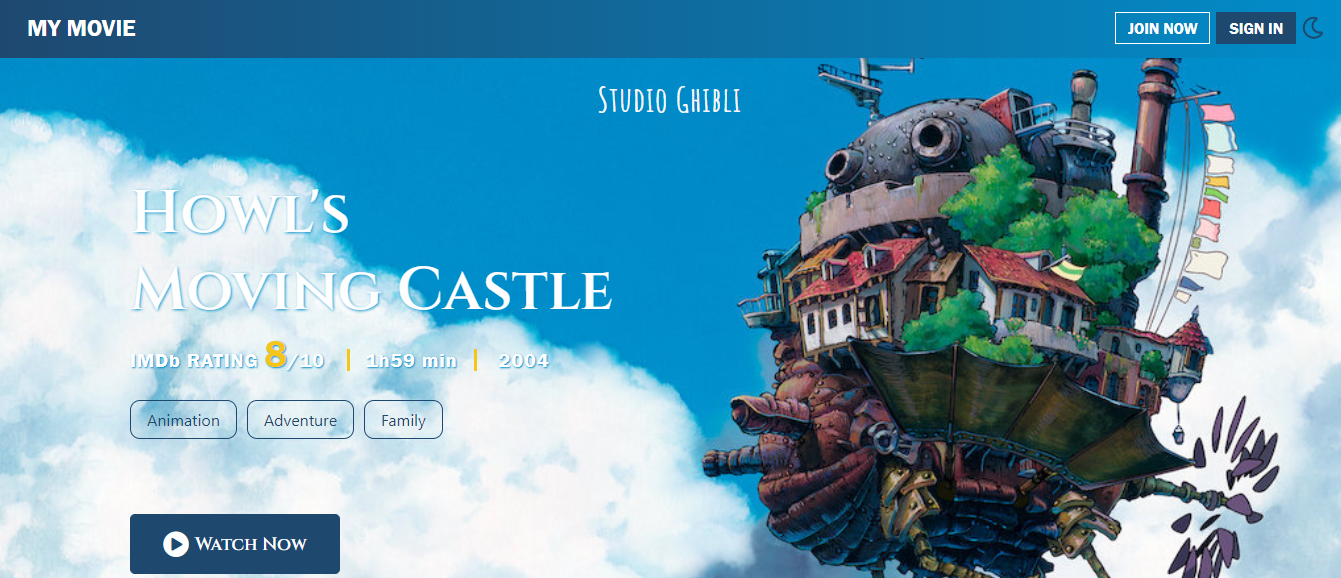 MY MOVIE
JOIN NOW
SIGN IN
Studio Ghibli
Howl's
Moving Castle
IMDb RATING 8/10 | 1h59 min | 2004
Animation
Adventure
Family
Watch Now